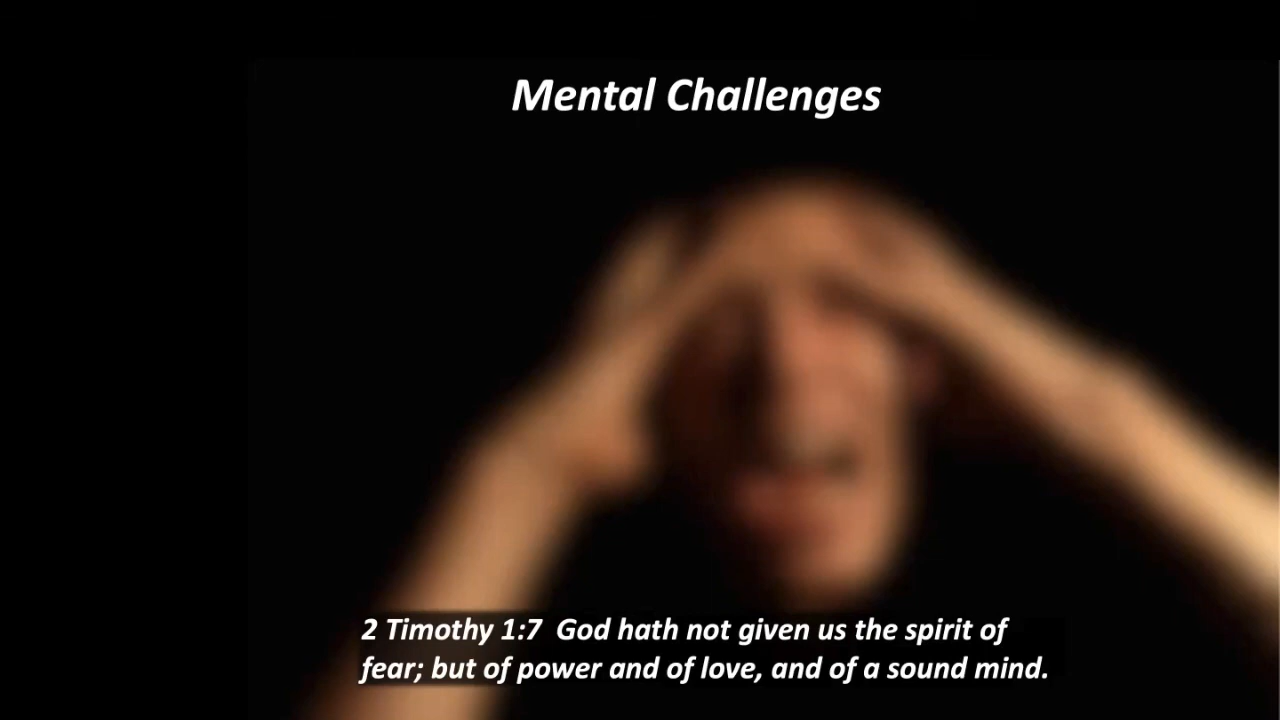 Mental Challenges
2 Timothy 1:7  God hath not given us the spirit of
fear; but of power and of love, and of a sound mind.